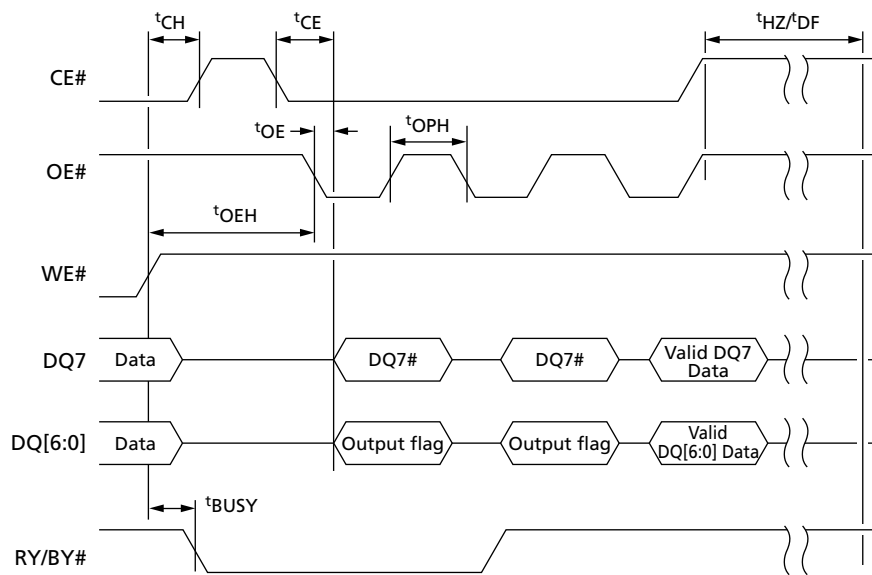 tCH
tCE
tHZ/tDF
CE#
tOE
tOPH
OE#
tOEH
WE#
DQ7
Data
DQ7#
DQ7#
Valid DQ7
Data
DQ[6:0]
Data
Output flag
Output flag
Valid
DQ[6:0] Data
tBUSY
RY/BY#